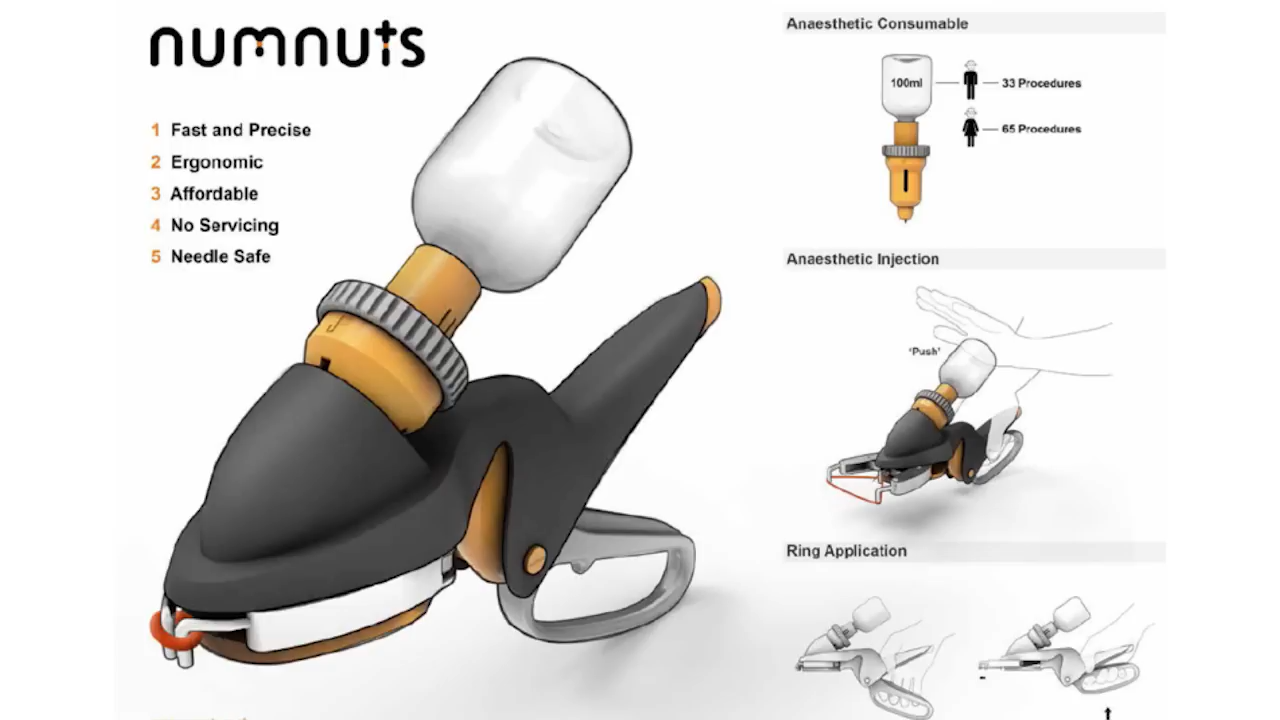 numnuts
1 Fast and Precise
2 Ergonomic
3 Affordable
4 No Servicing
5 Needle Safe
Anaesthetic Consumable
100ml
33 Procedures
65 Procedures
Anaesthetic Injection
'Push'
Ring Application